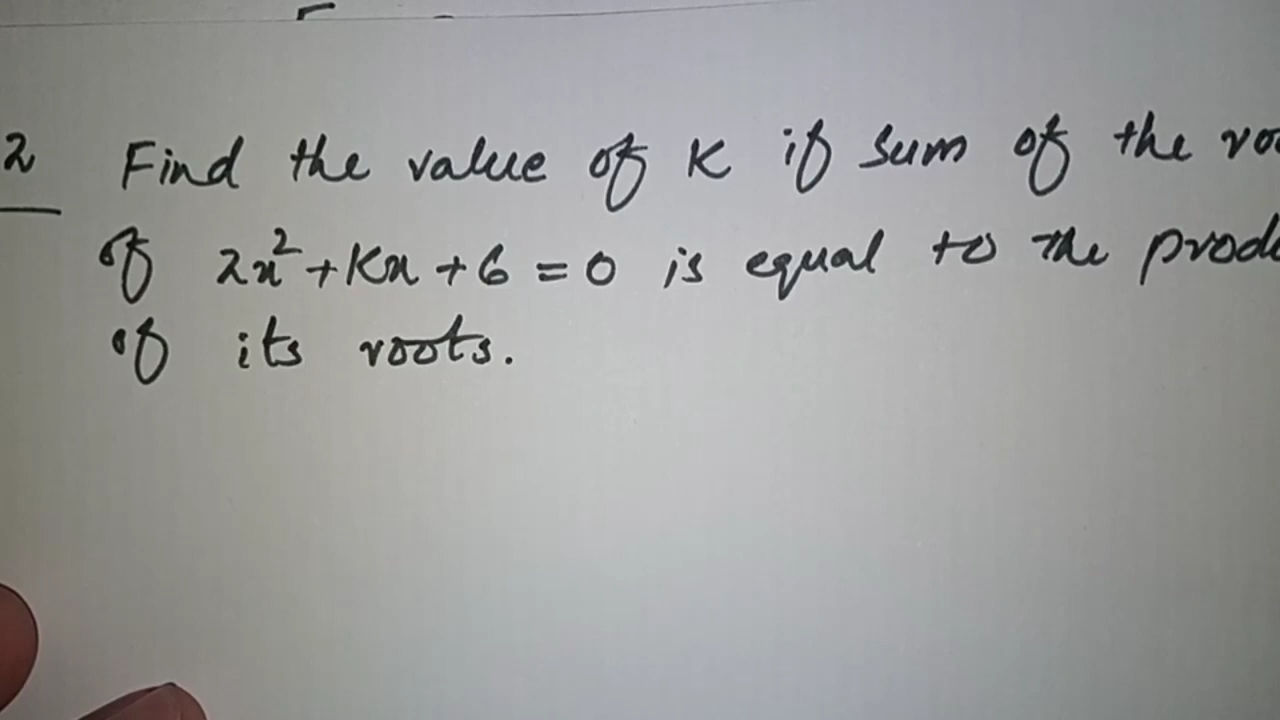 2 Find the value of K if sum of the
of 2x² + Kx + 6 = 0 is equal to the
of its roots.